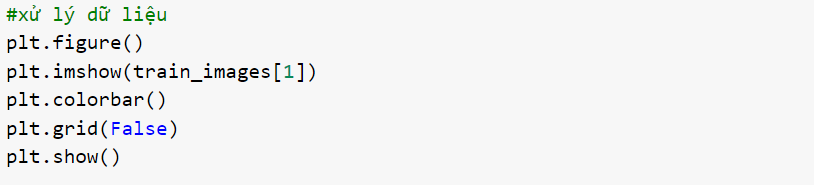 #xử lý dữ liệu
plt.figure()
plt.imshow(train_images[1])
plt.colorbar()
plt.grid(False)
plt.show()